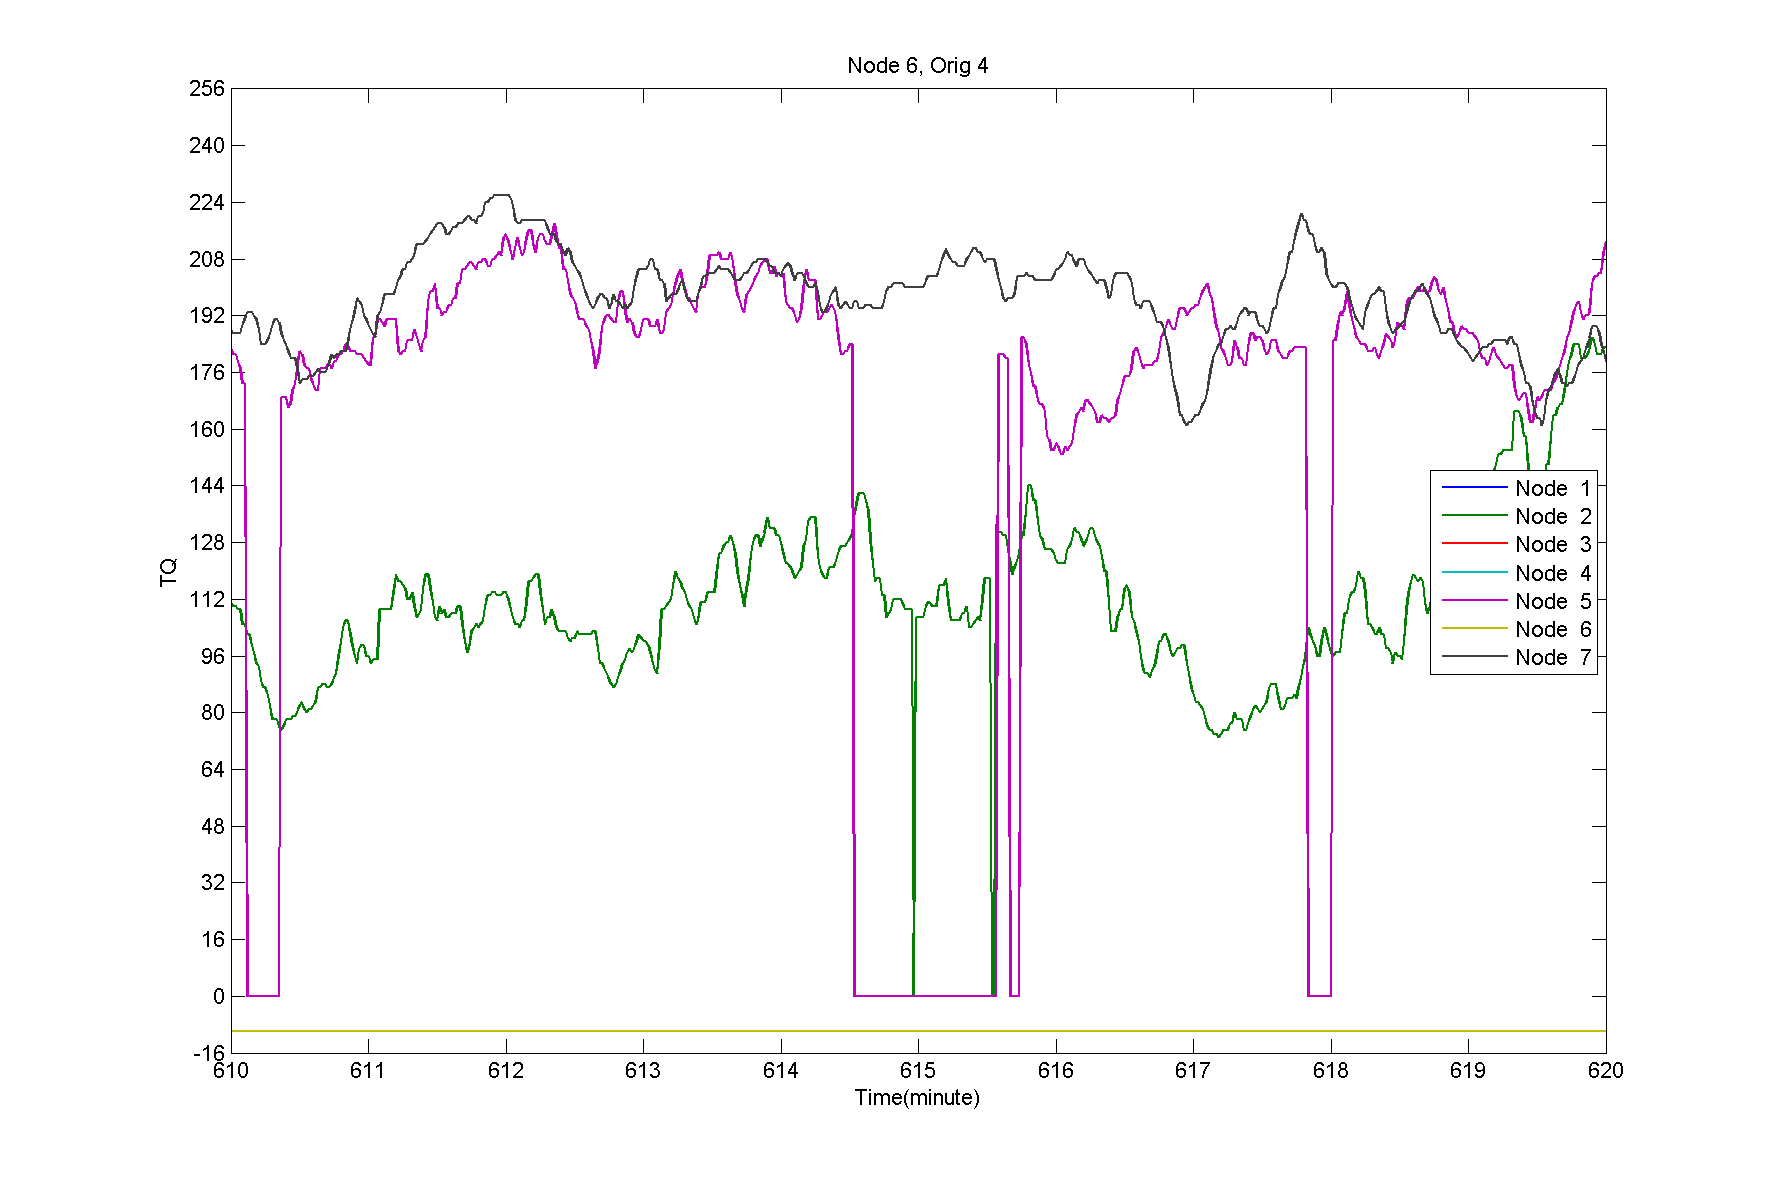 Node 6, Orig 4
256
240
224
208
192
176
160
144
128
112
96
80
64
48
32
16
0
-16
TQ
610 611 612 613 614 615 616 617 618 619 620
Time(minute)
Node 1
Node 2
Node 3
Node 4
Node 5
Node 6
Node 7